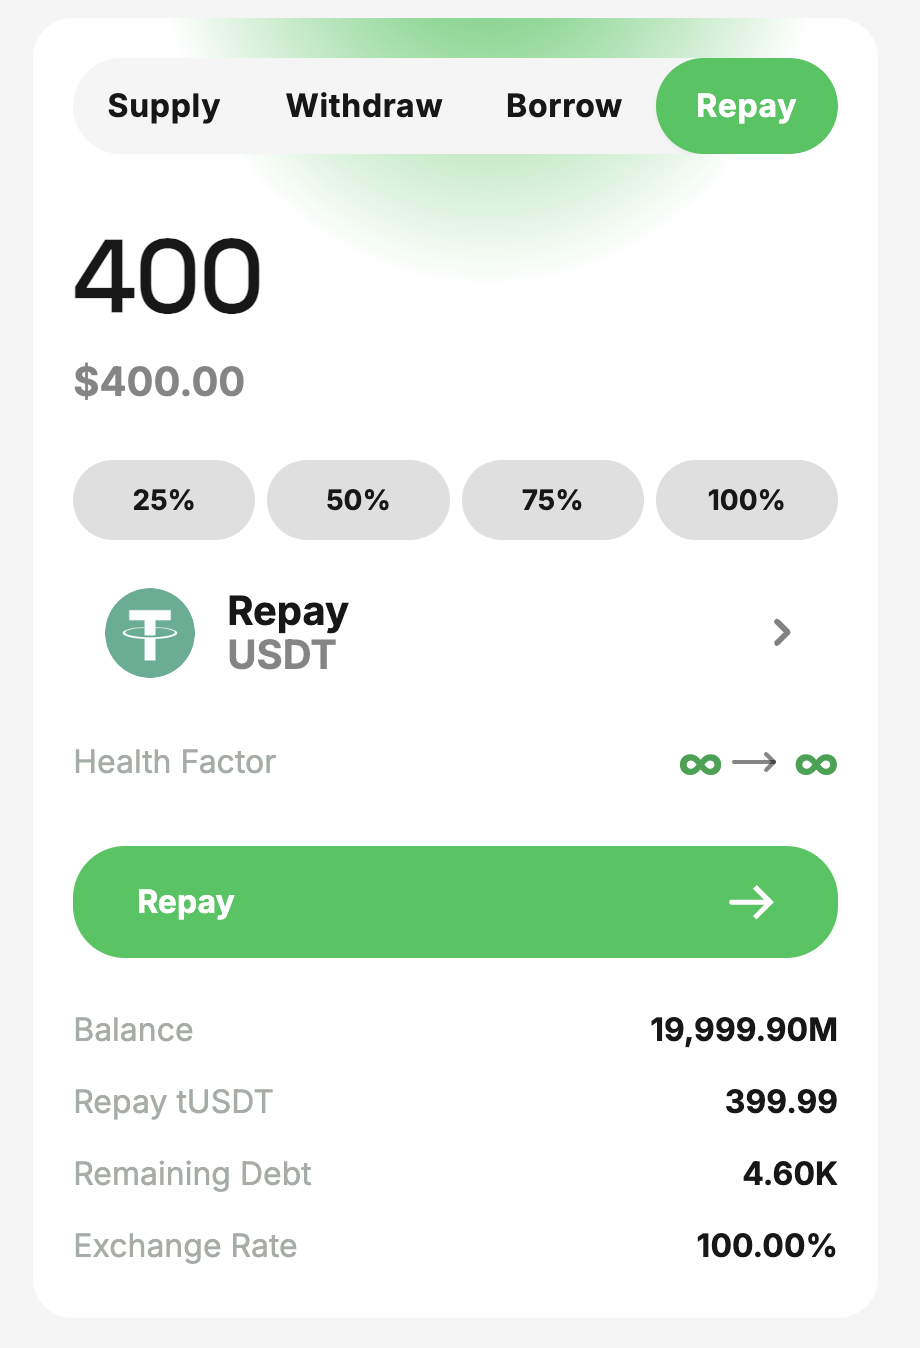 Supply Withdraw Borrow Repay
400
$400.00
25% 50% 75% 100%
Repay
USDT
Health Factor ∞ → ∞
Repay →
Balance 19,999.90M
Repay tUSDT 399.99
Remaining Debt 4.60K
Exchange Rate 100.00%